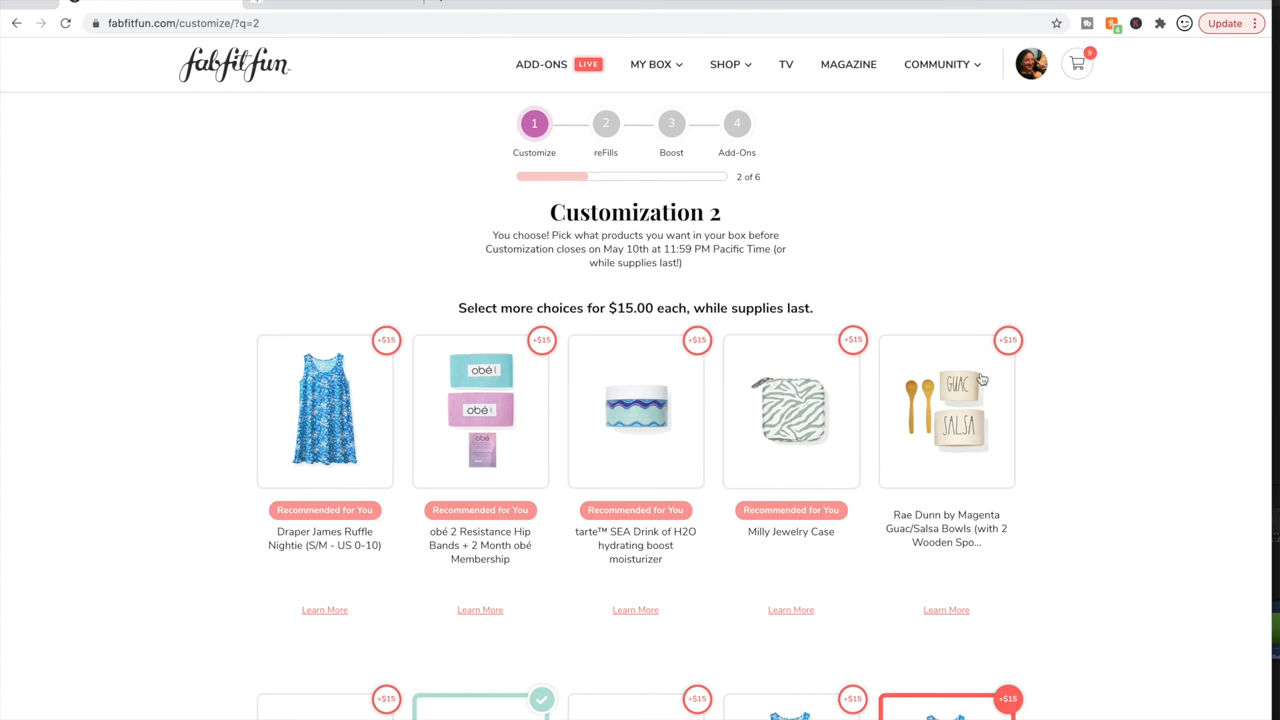 fabfitfun.com/customize/?q=2
Update
fabfitfun
ADD-ONS LIVE MY BOX SHOP TV MAGAZINE COMMUNITY 9
1 2 3 4
Customize reFills Boost Add-Ons
2 of 6
Customization 2
You choose! Pick what products you want in your box before
Customization closes on May 10th at 11:59 PM Pacific Time (or
while supplies last!)
Select more choices for $15.00 each, while supplies last.
+$15 +$15 +$15 +$15 +$15
obé
obé
obé
GUAC
SALSA
Recommended for You
Draper James Ruffle
Nightie (S/M - US 0-10)
Learn More
Recommended for You
obé 2 Resistance Hip
Bands + 2 Month obé
Membership
Learn More
Recommended for You
tarte™ SEA Drink of H2O
hydrating boost
moisturizer
Learn More
Recommended for You
Milly Jewelry Case
Learn More
Rae Dunn by Magenta
Guac/Salsa Bowls (with 2
Wooden Spo...
Learn More
+$15 +$15 +$15 +$15